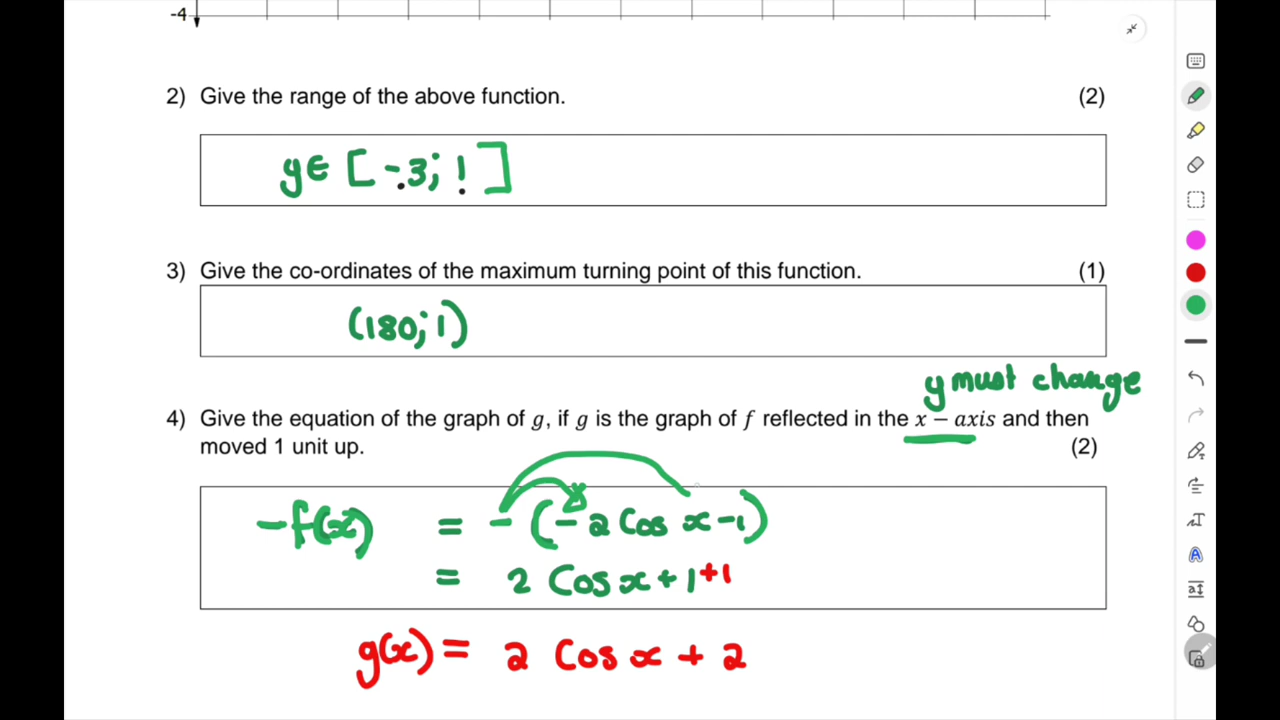 -4
2) Give the range of the above function. (2)
y∈ [-3; 1]
3) Give the co-ordinates of the maximum turning point of this function. (1)
(180; 1)
y must change
4) Give the equation of the graph of g, if g is the graph of f reflected in the x – axis and then
moved 1 unit up. (2)
-f(x) = -(-2 Cos x -1)
= 2 Cos x + 1 +1
g(x) = 2 Cos x + 2